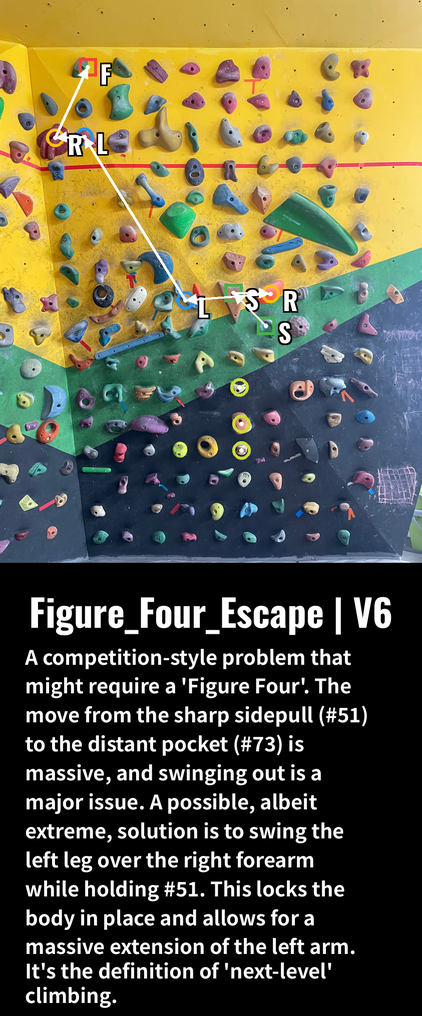 F
R L
L S R
S
Figure_Four_Escape | V6
A competition-style problem that
might require a 'Figure Four'. The
move from the sharp sidepull (#51)
to the distant pocket (#73) is
massive, and swinging out is a
major issue. A possible, albeit
extreme, solution is to swing the
left leg over the right forearm
while holding #51. This locks the
body in place and allows for a
massive extension of the left arm.
It's the definition of 'next-level'
climbing.